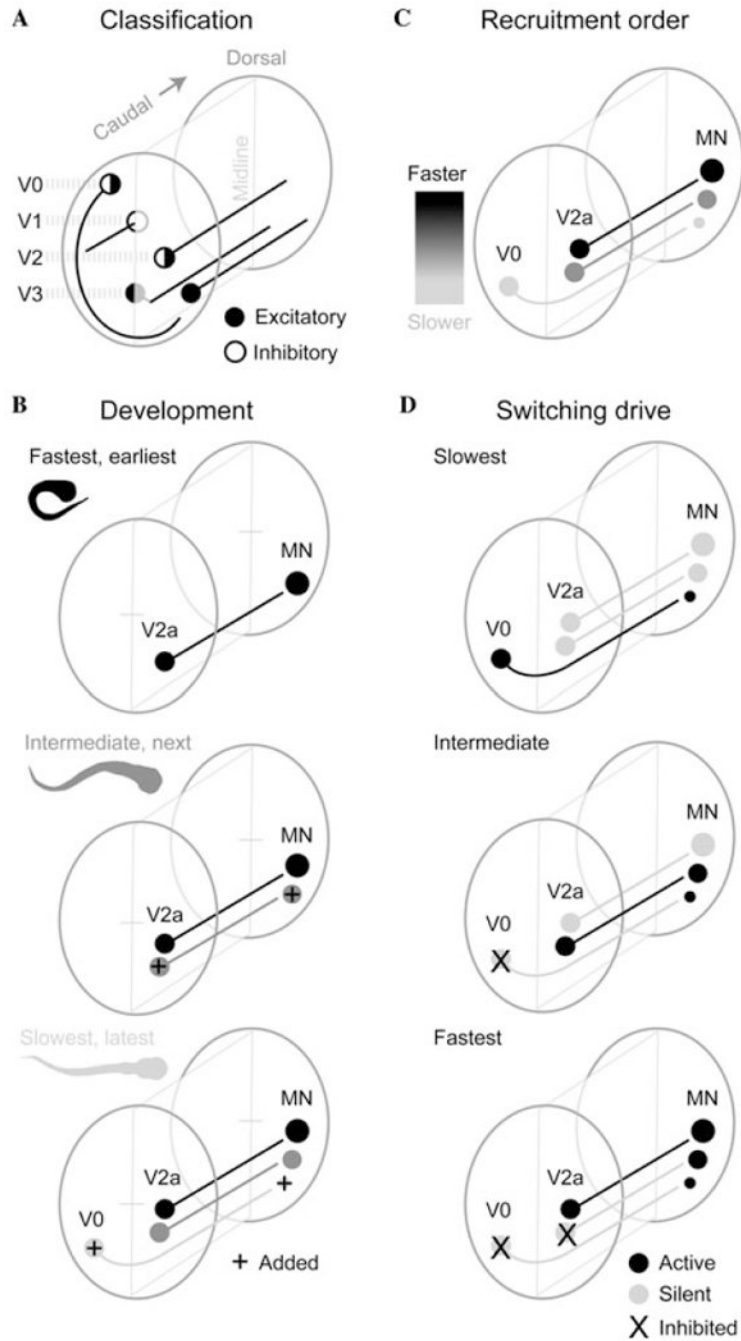 A Classification
Dorsal
Caudal
Midline
V0
V1
V2
V3
Excitatory
Inhibitory
B Development
Fastest, earliest
MN
V2a
Intermediate, next
MN
V2a
Slowest, latest
MN
V2a
V0
+ Added
C Recruitment order
MN
Faster
V2a
V0
Slower
D Switching drive
Slowest
MN
V2a
V0
Intermediate
MN
V2a
V0
X
Fastest
MN
V2a
V0
X
X
Active
Silent
X Inhibited